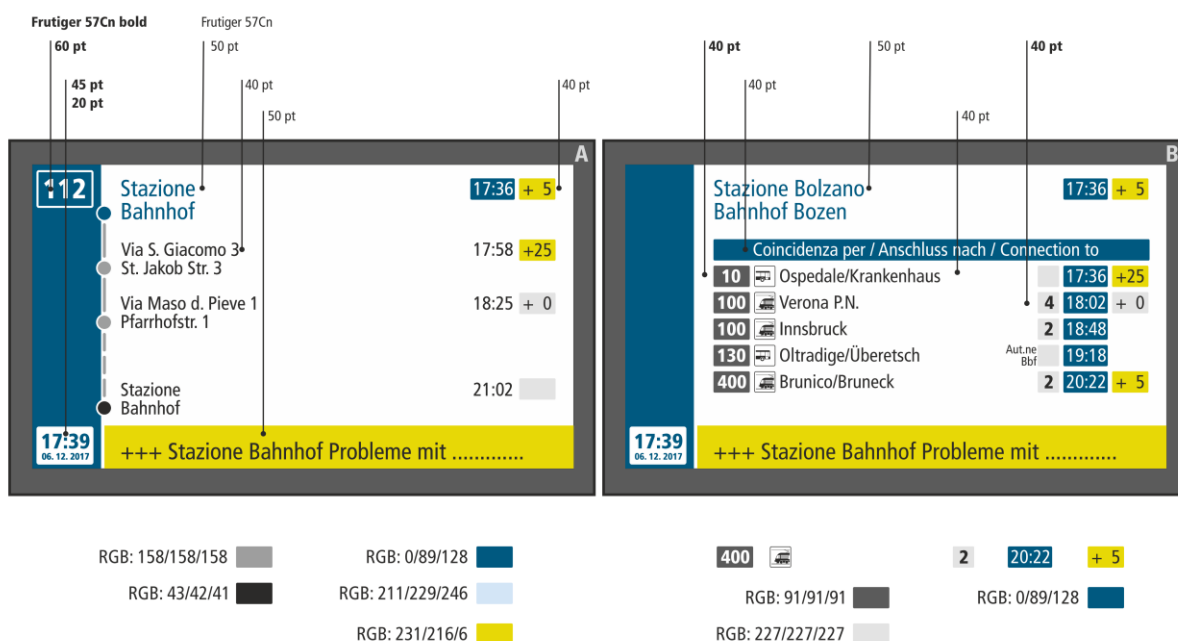 Frutiger 57Cn bold
Frutiger 57Cn
60 pt
50 pt
40 pt
50 pt
40 pt
45 pt
20 pt
40 pt
40 pt
40 pt
50 pt
40 pt
A
112
Stazione
Bahnhof
17:36 + 5
Via S. Giacomo 3
St. Jakob Str. 3
17:58 +25
Via Maso d. Pieve 1
Pfarrhofstr. 1
18:25 + 0
Stazione
Bahnhof
21:02
17:39
06. 12. 2017
+++ Stazione Bahnhof Probleme mit .............
B
Stazione Bolzano
Bahnhof Bozen
17:36 + 5
Coincidenza per / Anschluss nach / Connection to
10 Ospedale/Krankenhaus 17:36 +25
100 Verona P.N. 4 18:02 + 0
100 Innsbruck 2 18:48
130 Oltradige/Überetsch Aut.ne Bbf 19:18
400 Brunico/Bruneck 2 20:22 + 5
17:39
06. 12. 2017
+++ Stazione Bahnhof Probleme mit .............
RGB: 158/158/158
RGB: 43/42/41
RGB: 0/89/128
RGB: 211/229/246
RGB: 231/216/6
400 2 20:22 + 5
RGB: 91/91/91
RGB: 227/227/227
RGB: 0/89/128